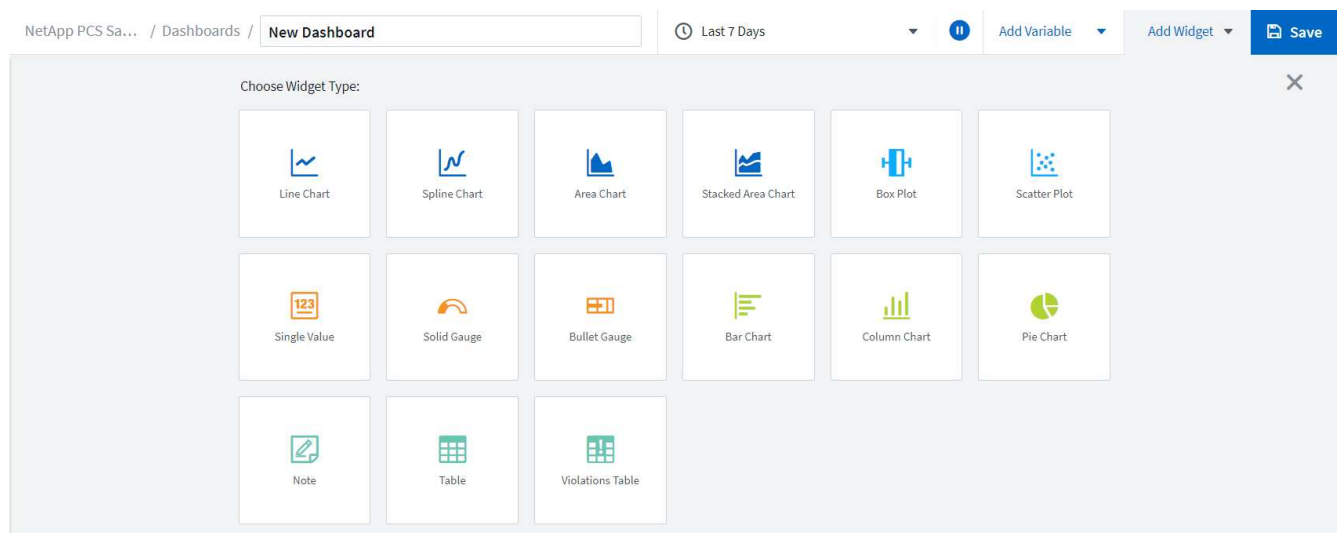 NetApp PCS Sa... / Dashboards / New Dashboard Last 7 Days Add Variable Add Widget Save
Choose Widget Type:
Line Chart Spline Chart Area Chart Stacked Area Chart Box Plot Scatter Plot
123
Single Value Solid Gauge Bullet Gauge Bar Chart Column Chart Pie Chart
Note Table Violations Table